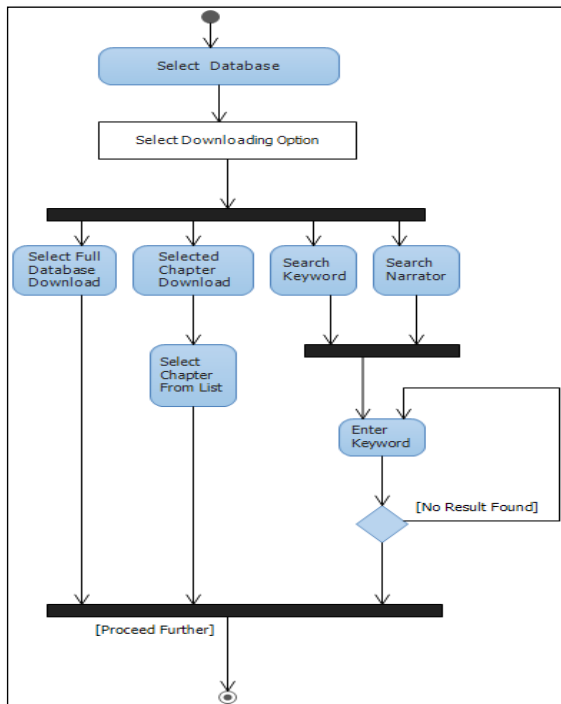 Select Database
Select Downloading Option
Select Full
Database
Download
Selected
Chapter
Download
Search
Keyword
Search
Narrator
Select
Chapter
From List
Enter
Keyword
[No Result Found]
[Proceed Further]